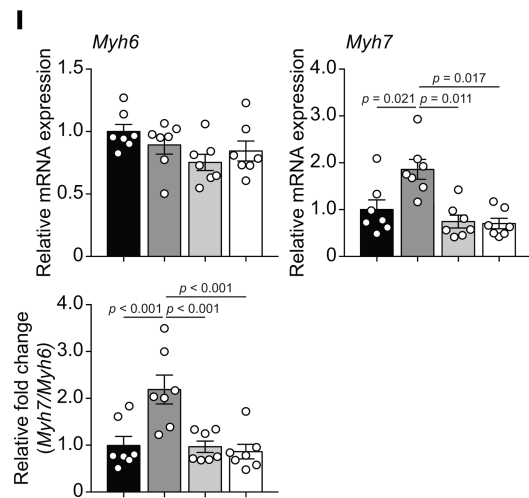 I
Myh6
Relative mRNA expression
1.5
1.0
0.5
0
Myh7
Relative mRNA expression
4.0
3.0
2.0
1.0
0
p = 0.017
p = 0.021
p = 0.011
Relative fold change
(Myh7/Myh6)
4.0
3.0
2.0
1.0
0
p < 0.001
p < 0.001
p < 0.001